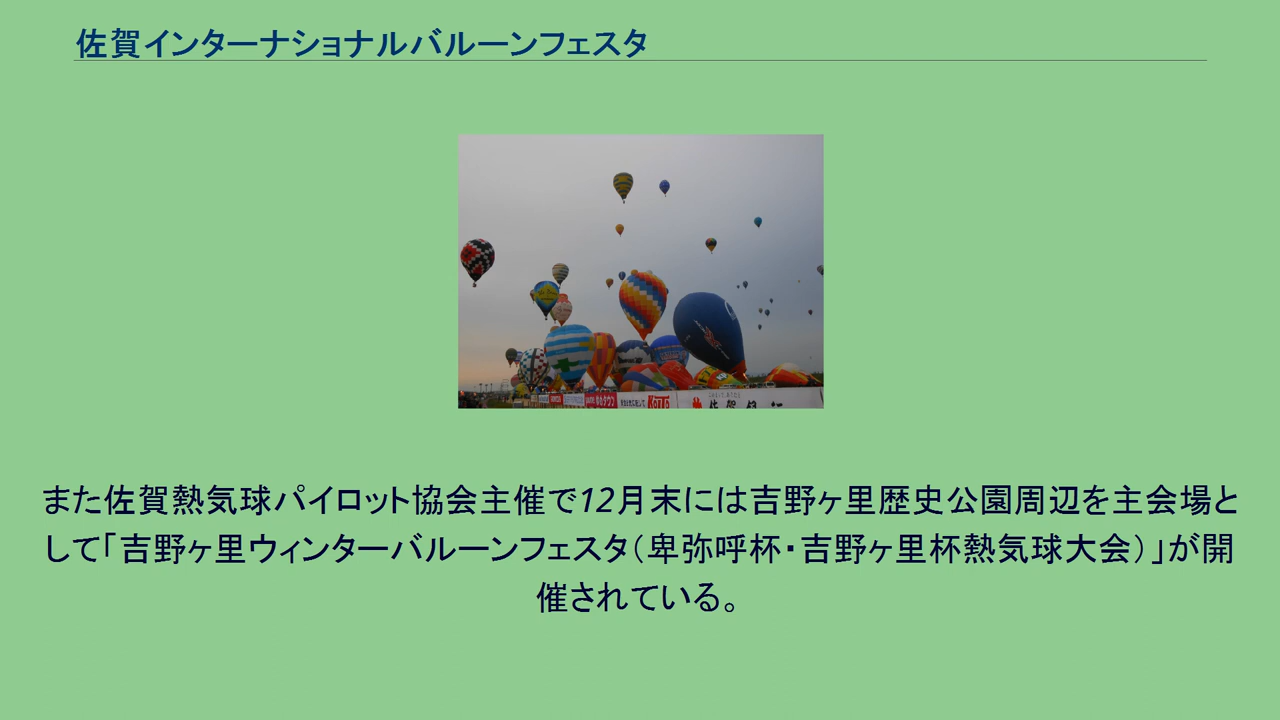 佐賀インターナショナルバルーンフェスタ
佐賀銀行
また佐賀熱気球パイロット協会主催で12月末には吉野ヶ里歴史公園周辺を主会場と
して「吉野ヶ里ウィンターバルーンフェスタ（卑弥呼杯・吉野ヶ里杯熱気球大会）」が開
催されている。